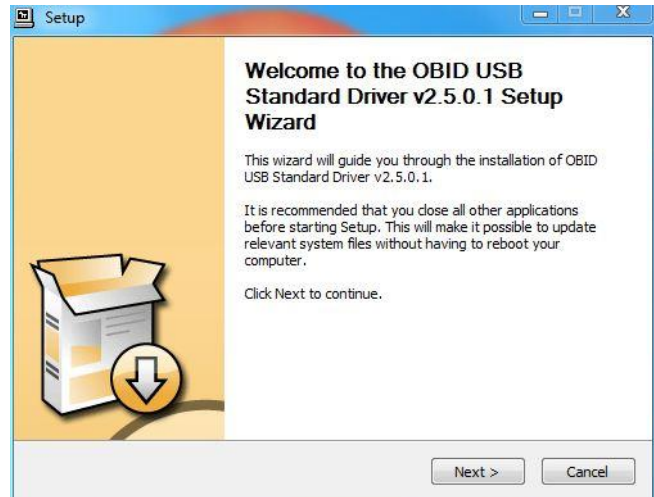 Setup
Welcome to the OBID USB
Standard Driver v2.5.0.1 Setup
Wizard
This wizard will guide you through the installation of OBID
USB Standard Driver v2.5.0.1.
It is recommended that you close all other applications
before starting Setup. This will make it possible to update
relevant system files without having to reboot your
computer.
Click Next to continue.
Next >
Cancel